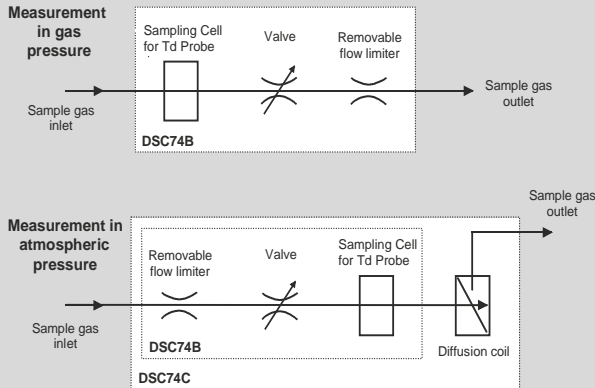 Measurement
in gas
pressure
Sampling Cell
for Td Probe
Valve
Removable
flow limiter
Sample gas
inlet
Sample gas
outlet
DSC74B
Measurement in
atmospheric
pressure
Sample gas
outlet
Removable
flow limiter
Valve
Sampling Cell
for Td Probe
Sample gas
inlet
DSC74B
Diffusion coil
DSC74C